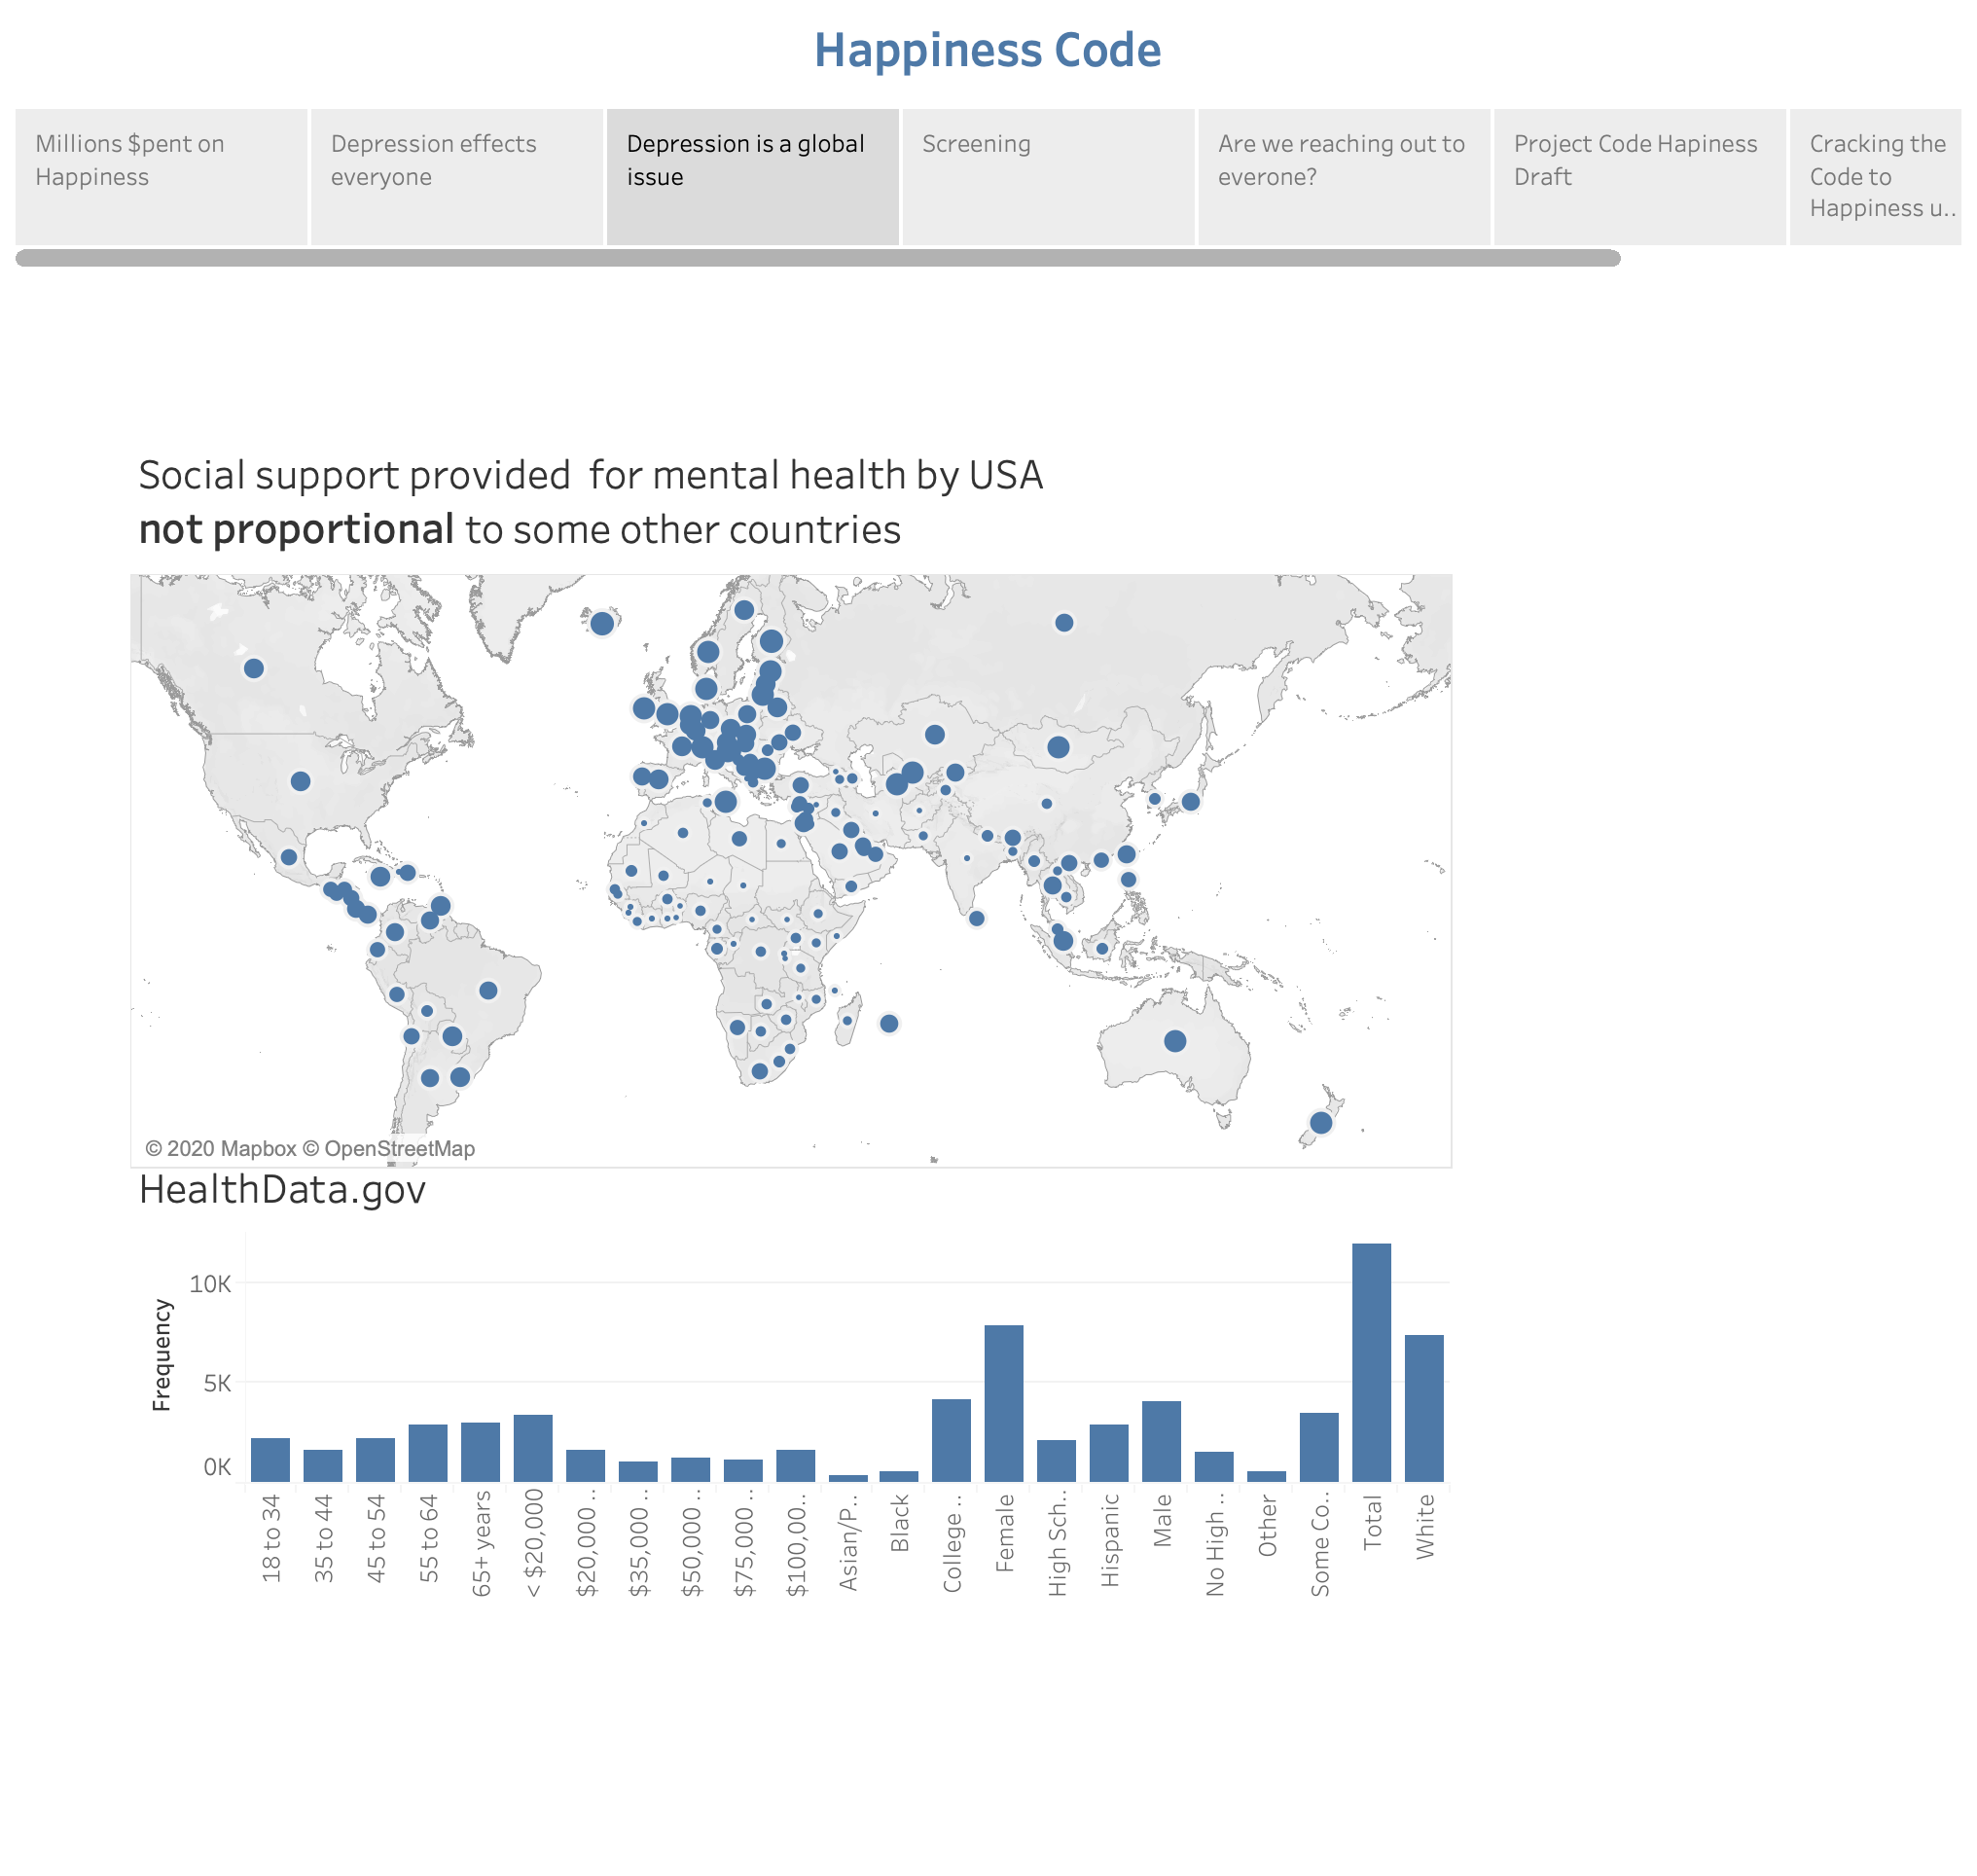 Happiness Code
Millions $pent on
Happiness
Depression effects
everyone
Depression is a global
issue
Screening
Are we reaching out to
everone?
Project Code Hapiness
Draft
Cracking the
Code to
Happiness u..
Social support provided  for mental health by USA
not proportional to some other countries
© 2020 Mapbox © OpenStreetMap
HealthData.gov
Frequency
10K
5K
0K
18 to 34
35 to 44
45 to 54
55 to 64
65+ years
< $20,000
$20,000 ..
$35,000 ..
$50,000 ..
$75,000 ..
$100,00..
Asian/P..
Black
College ..
Female
High Sch..
Hispanic
Male
No High ..
Other
Some Co..
Total
White